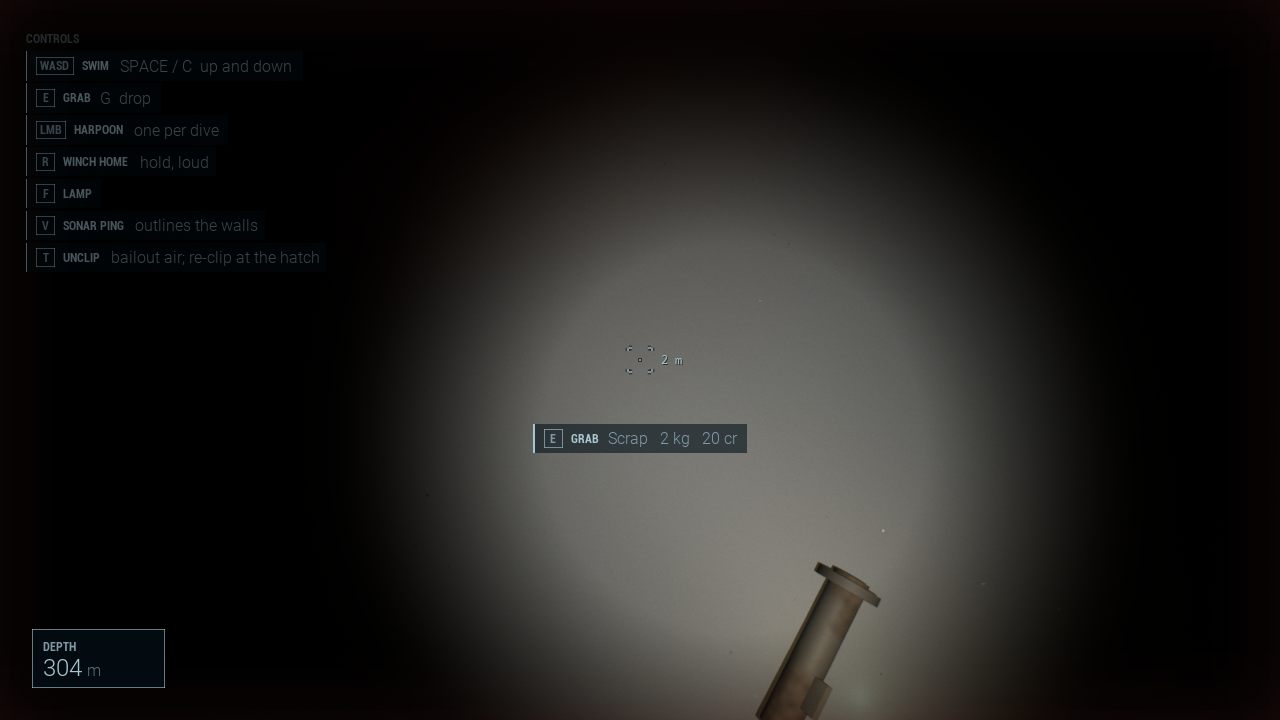 CONTROLS
WASD SWIM SPACE / C up and down
E GRAB G drop
LMB HARPOON one per dive
R WINCH HOME hold, loud
F LAMP
V SONAR PING outlines the walls
T UNCLIP bailout air; re-clip at the hatch
2 m
E GRAB Scrap 2 kg 20 cr
DEPTH
304 m